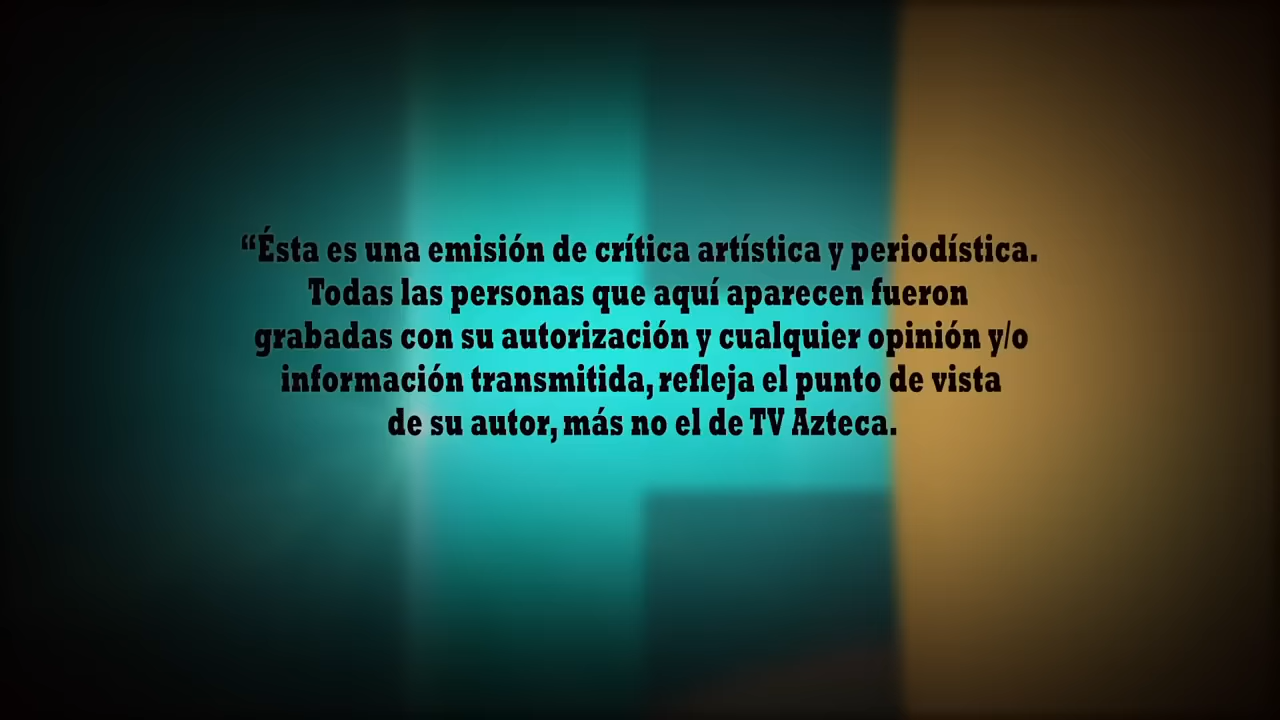 “Ésta es una emisión de crítica artística y periodística.
Todas las personas que aquí aparecen fueron
grabadas con su autorización y cualquier opinión y/o
información transmitida, refleja el punto de vista
de su autor, más no el de TV Azteca.